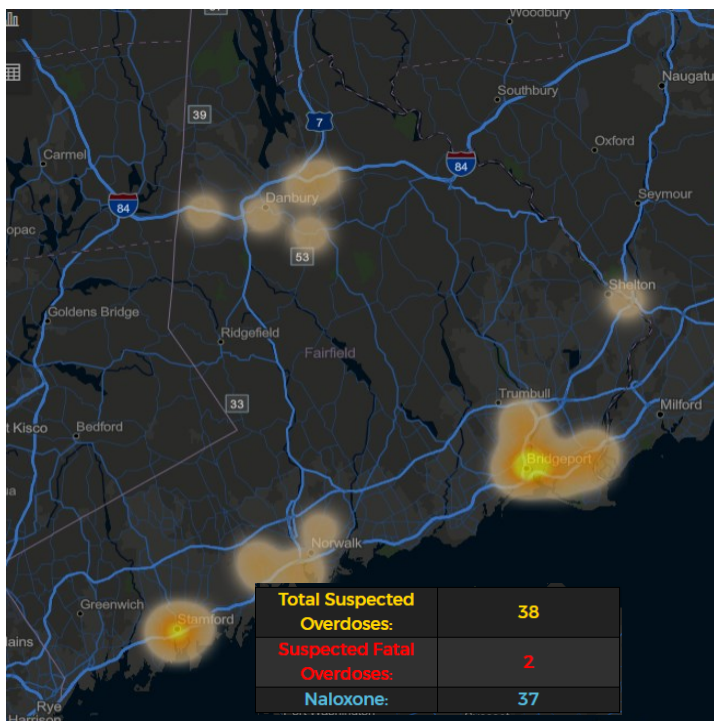 Woodbury
Naugatu
Southbury
39
7
Oxford
Carmel
84
Danbury
84
Seymour
opac
53
Shelton
Goldens Bridge
Ridgefield
Fairfield
Trumbull
33
Milford
t Kisco
Bedford
Bridgeport
Norwalk
Greenwich
Stamford
lains
Rye
Harrison
Total Suspected
Overdoses:
38
Suspected Fatal
Overdoses:
2
Naloxone:
37